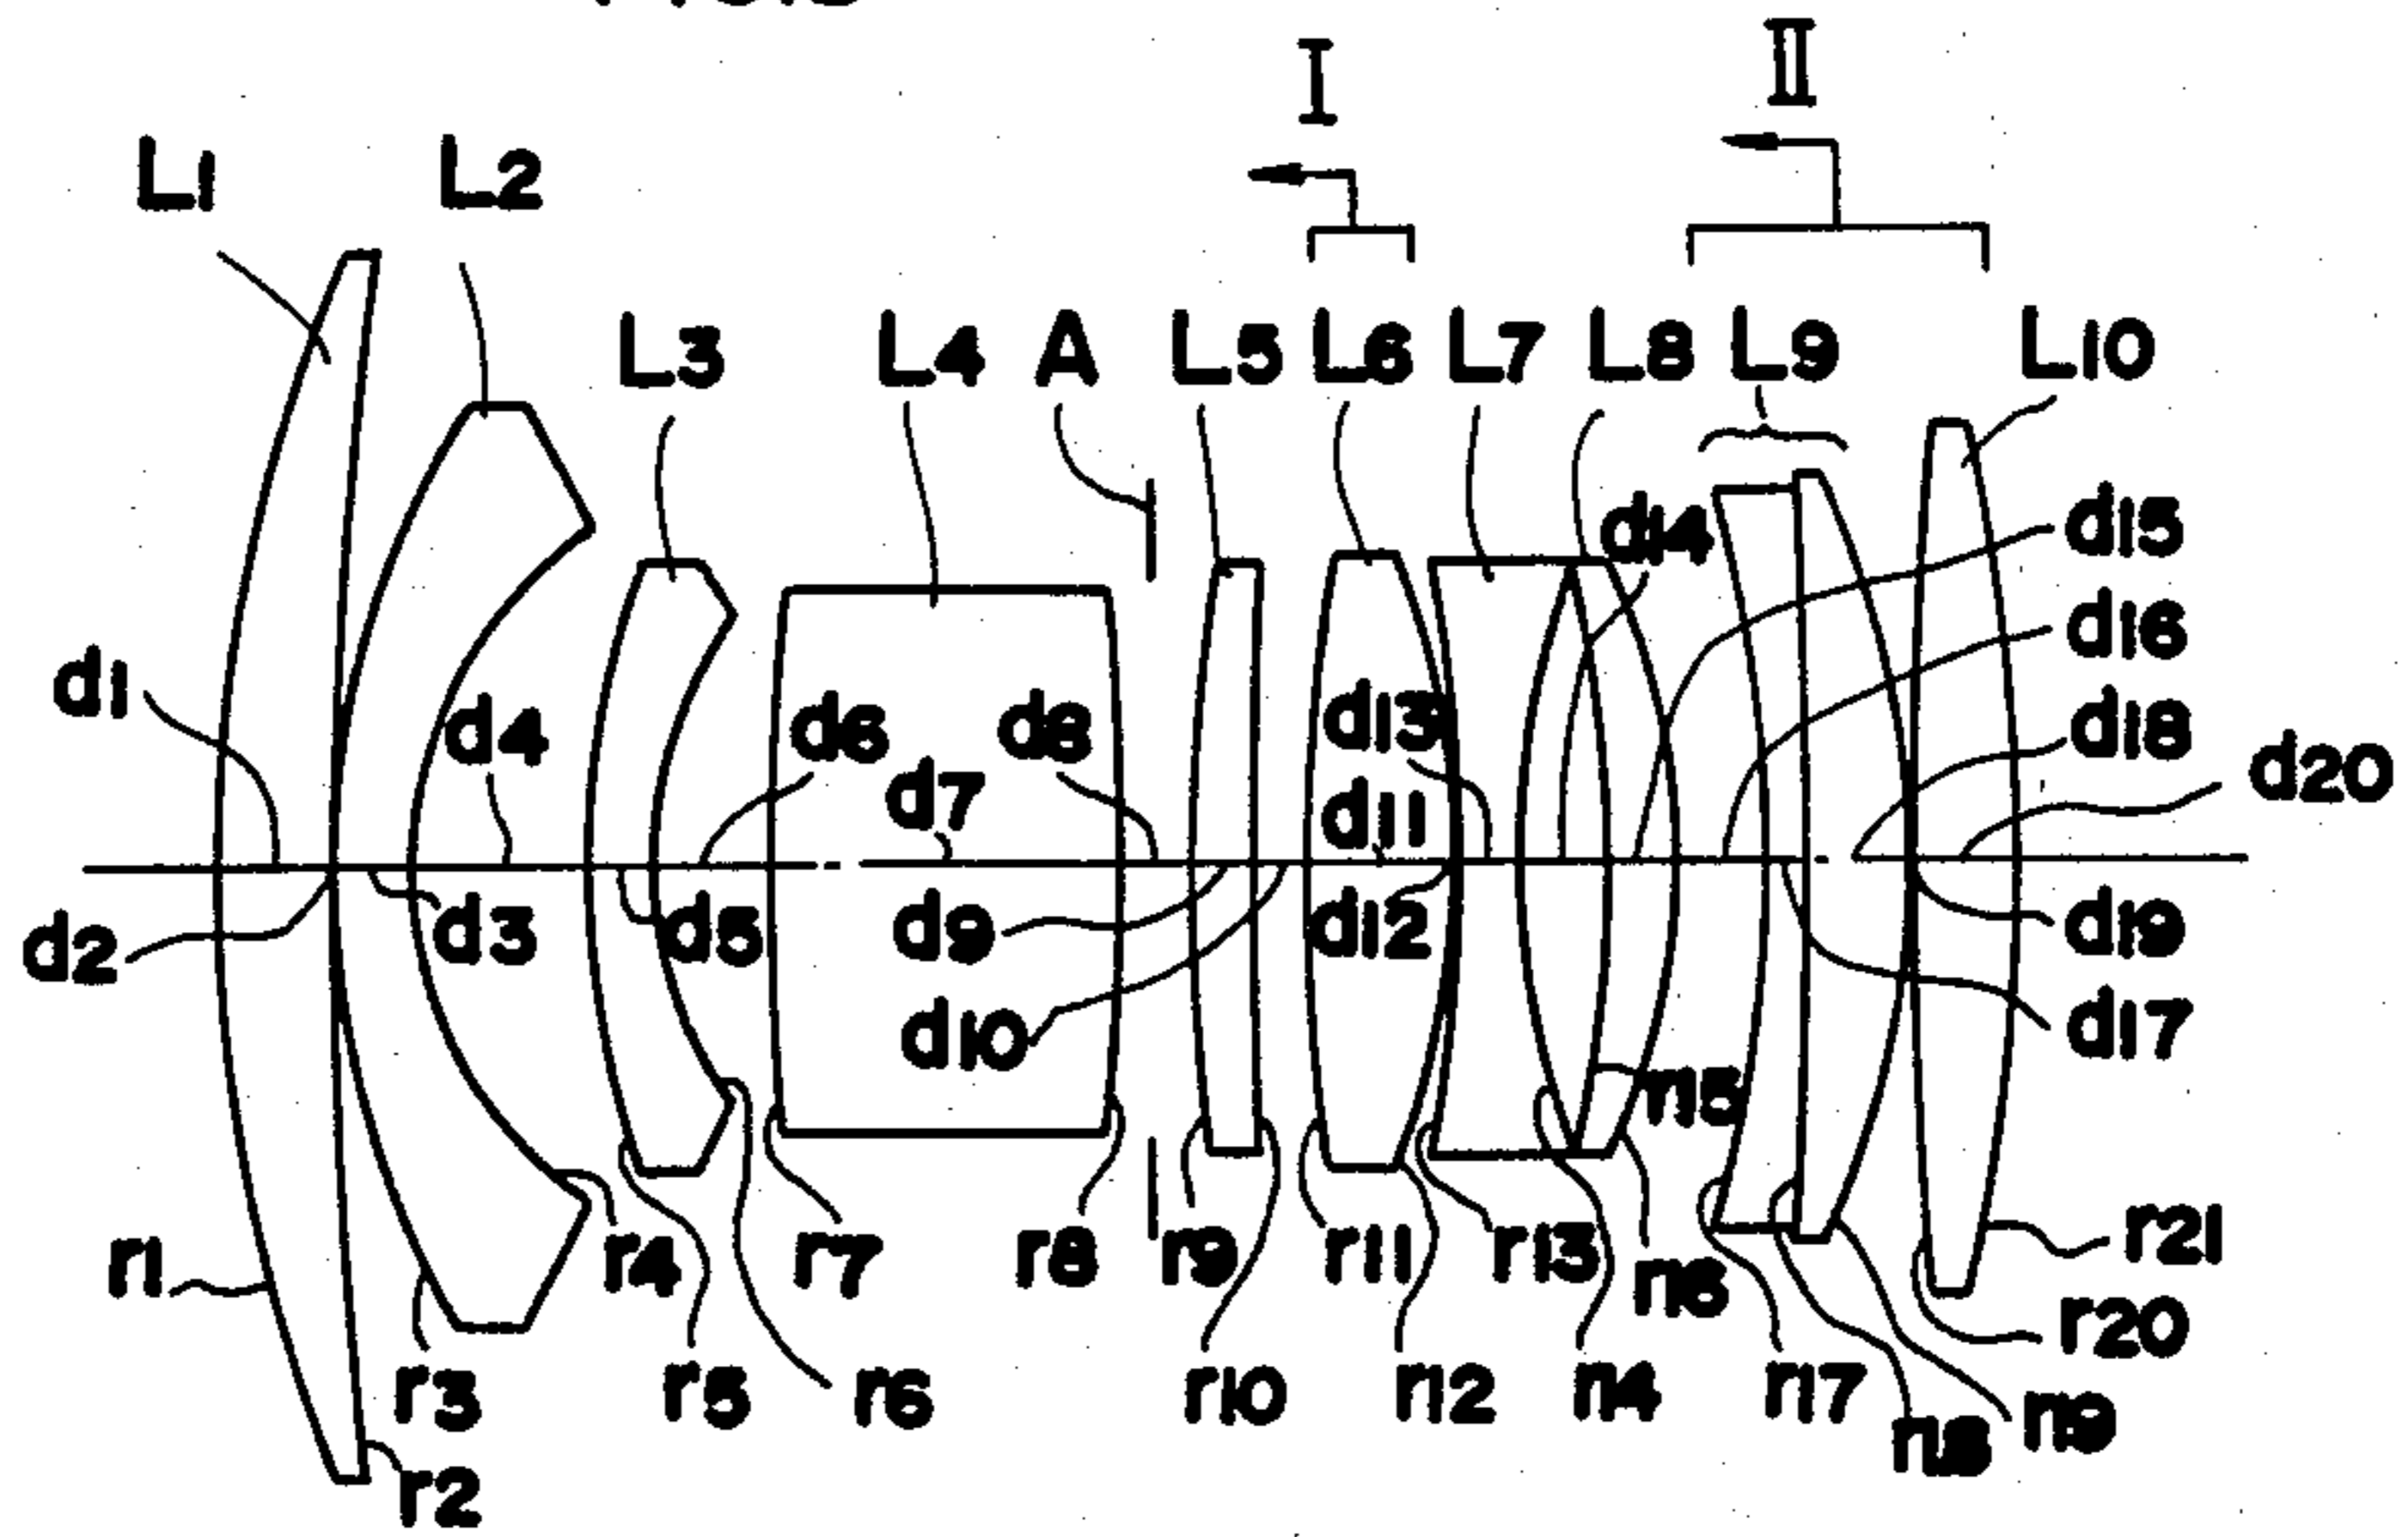 I II
L1 L2
L3 L4 A L5 L6 L7 L8 L9 L10
d14 d15
d16
d1 d4 d6 d8 d13 d18
d7 d11 d20
d2 d3 d5 d9 d12 d19
d10 d17
r15
r1 r4 r7 r8 r9 r11 r13 r16 r21
r20
r3 r5 r6 r10 r12 r14 r17 r18 r19
r2